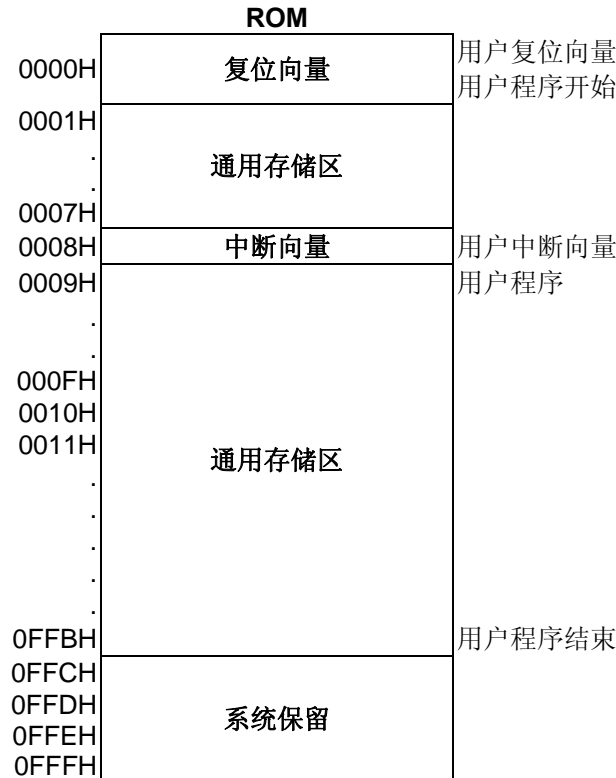 ROM
用户复位向量
0000H 复位向量
用户程序开始
0001H
.
通用存储区
.
0007H
0008H 中断向量 用户中断向量
0009H 用户程序
.
.
000FH
0010H
0011H
通用存储区
.
.
.
.
.
0FFBH 用户程序结束
0FFCH
0FFDH
系统保留
0FFEH
0FFFH